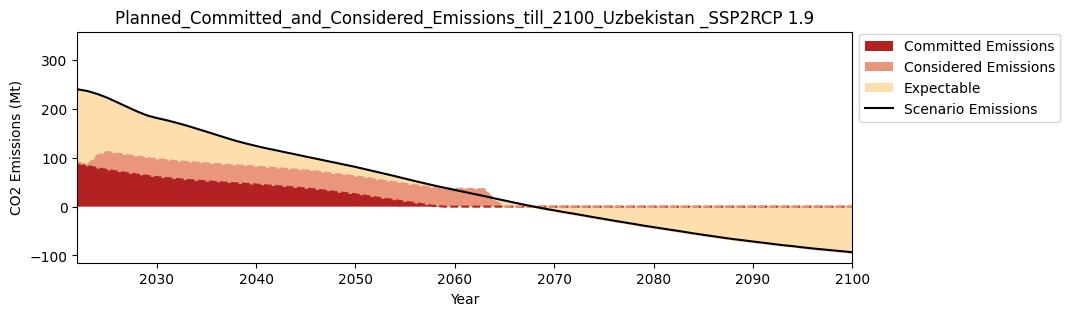 Planned_Committed_and_Considered_Emissions_till_2100_Uzbekistan _SSP2RCP 1.9
Committed Emissions
Considered Emissions
Expectable
Scenario Emissions
CO2 Emissions (Mt)
300
200
100
0
−100
2030 2040 2050 2060 2070 2080 2090 2100
Year